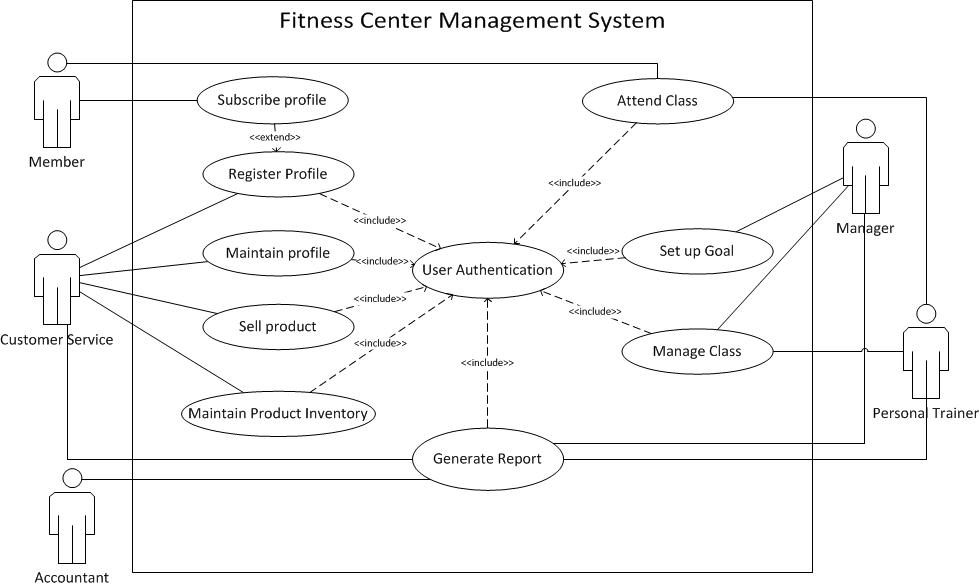 Fitness Center Management System
Subscribe profile
Attend Class
<<extend>>
Member
Register Profile
<<include>>
<<include>>
Manager
Maintain profile
<<include>>
User Authentication
<<include>>
Set up Goal
Customer Service
Sell product
<<include>>
<<include>>
<<include>>
Manage Class
<<include>>
Maintain Product Inventory
Personal Trainer
Generate Report
Accountant